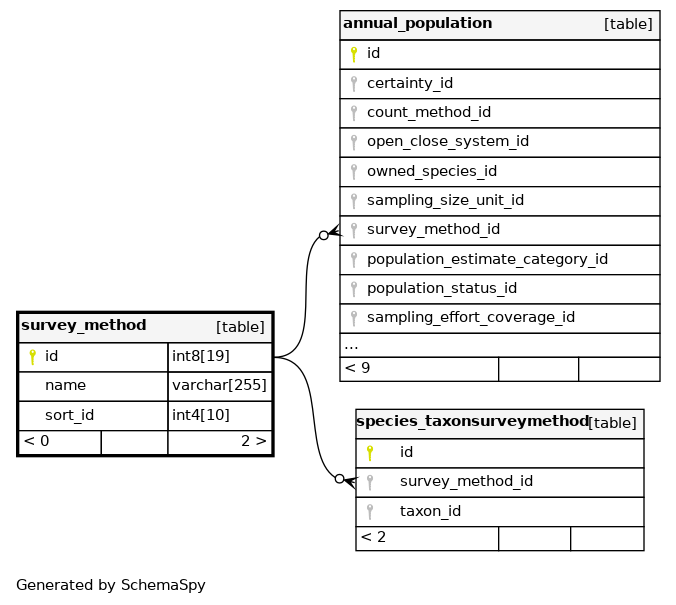 annual_population [table]
id
certainty_id
count_method_id
open_close_system_id
owned_species_id
sampling_size_unit_id
survey_method_id
population_estimate_category_id
population_status_id
sampling_effort_coverage_id
...
< 9
survey_method [table]
id int8[19]
name varchar[255]
sort_id int4[10]
< 0 2 >
species_taxonsurveymethod [table]
id
survey_method_id
taxon_id
< 2
Generated by SchemaSpy